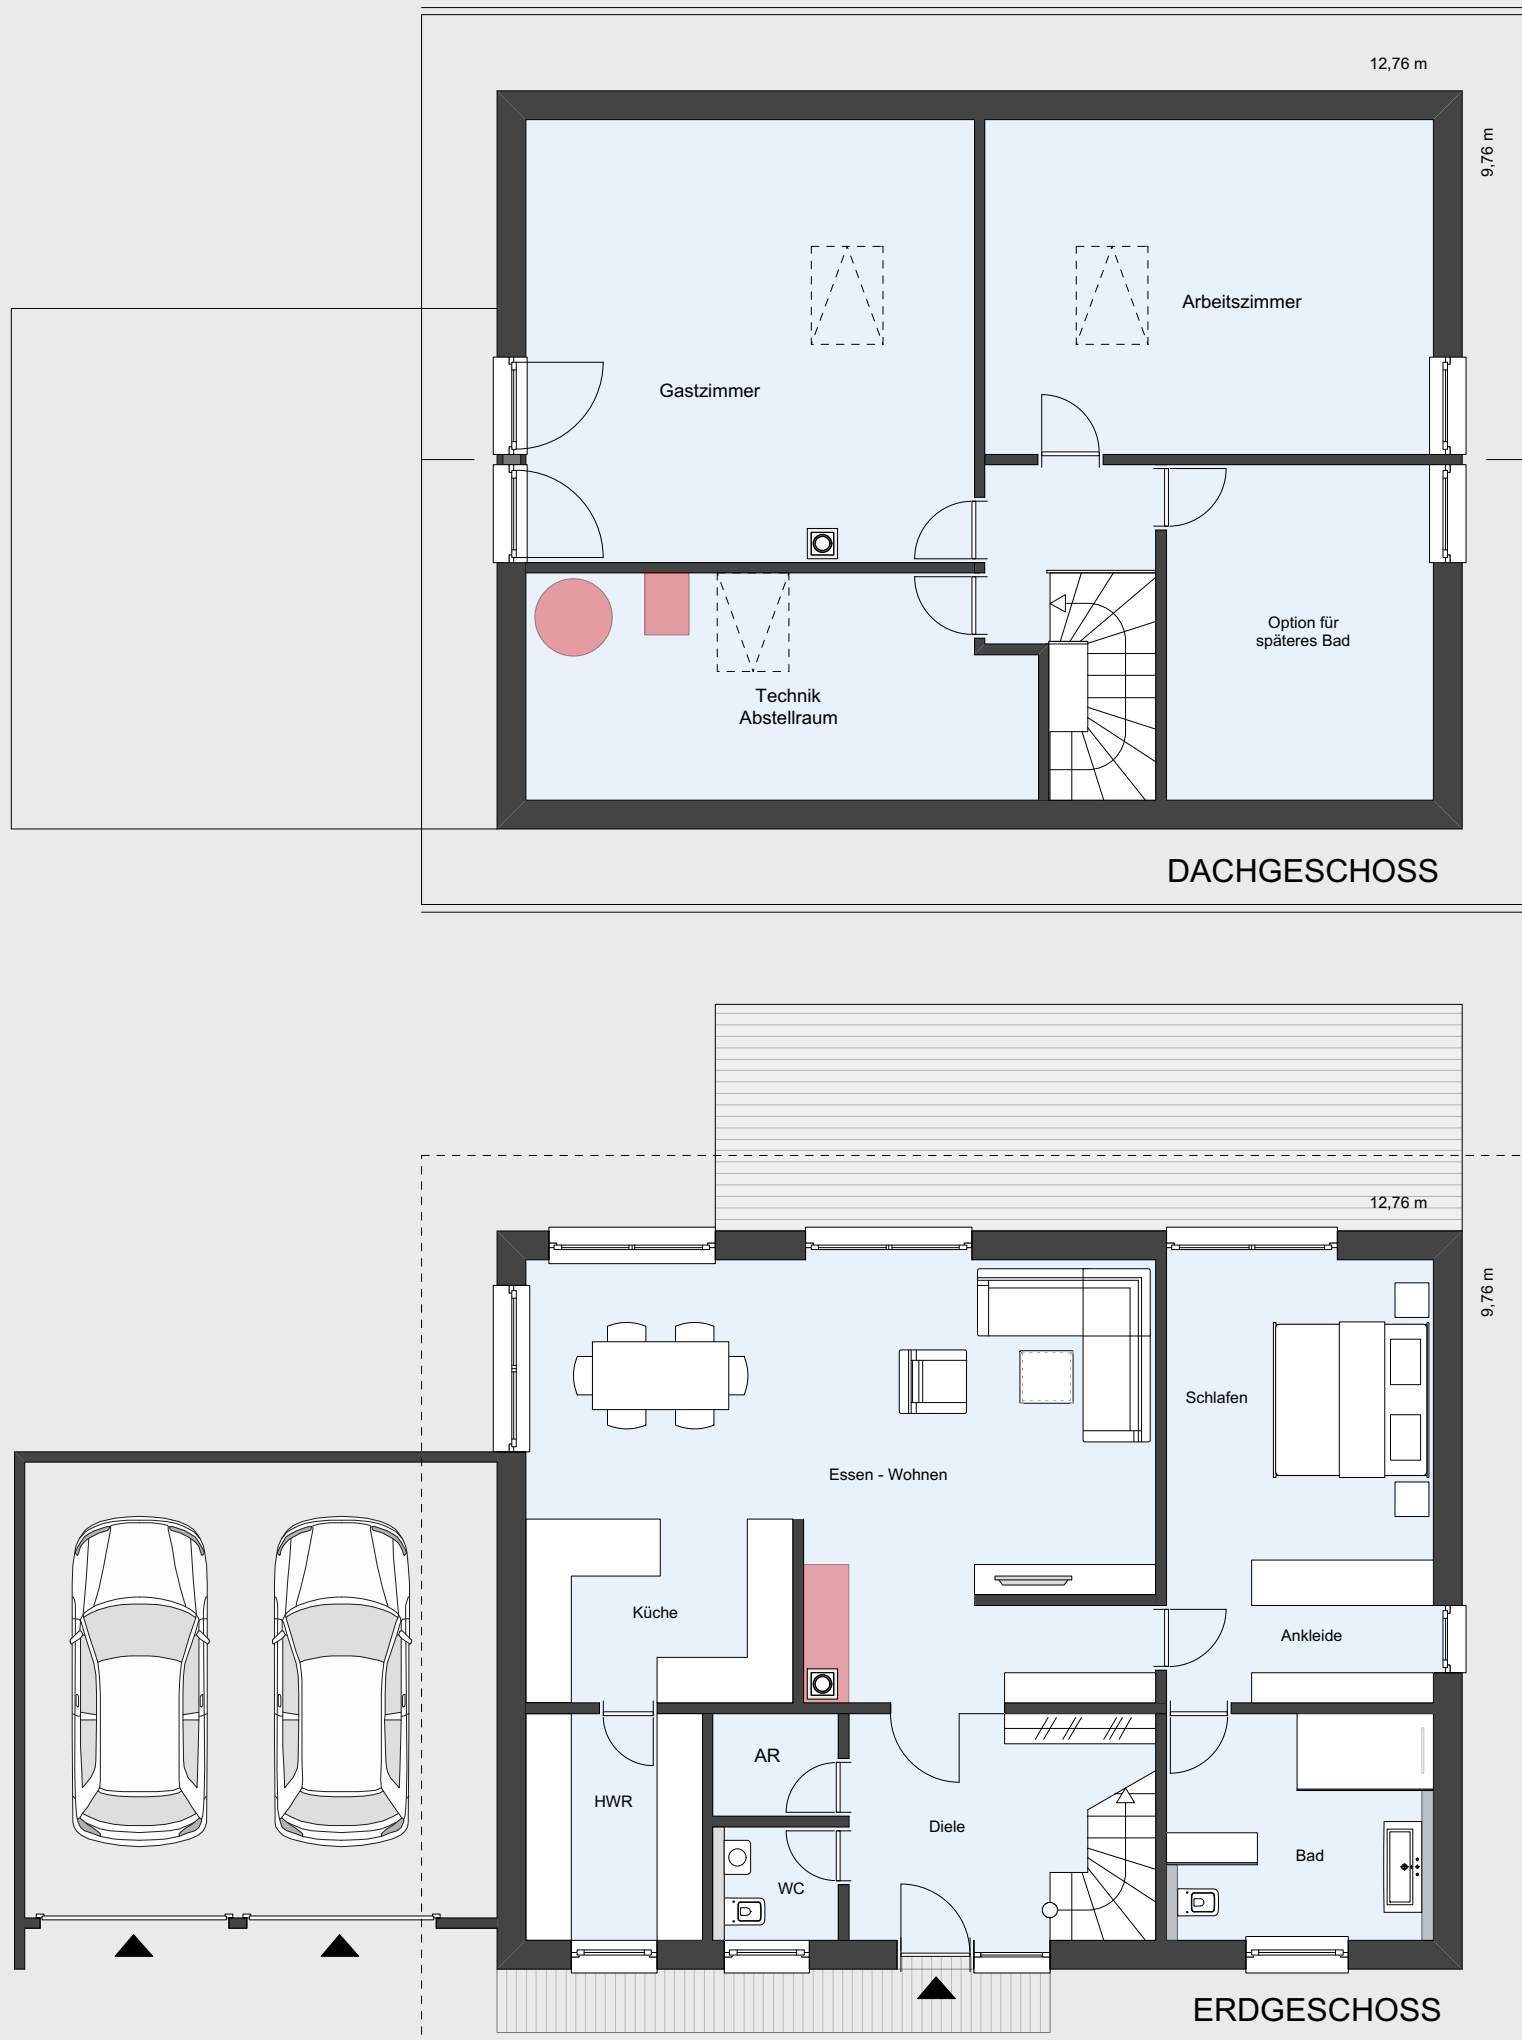 12,76 m
9,76 m
Arbeitszimmer
Gastzimmer
Option für
späteres Bad
Technik
Abstellraum
DACHGESCHOSS
12,76 m
9,76 m
Schlafen
Essen - Wohnen
Küche
Ankleide
AR
HWR
Diele
Bad
WC
ERDGESCHOSS